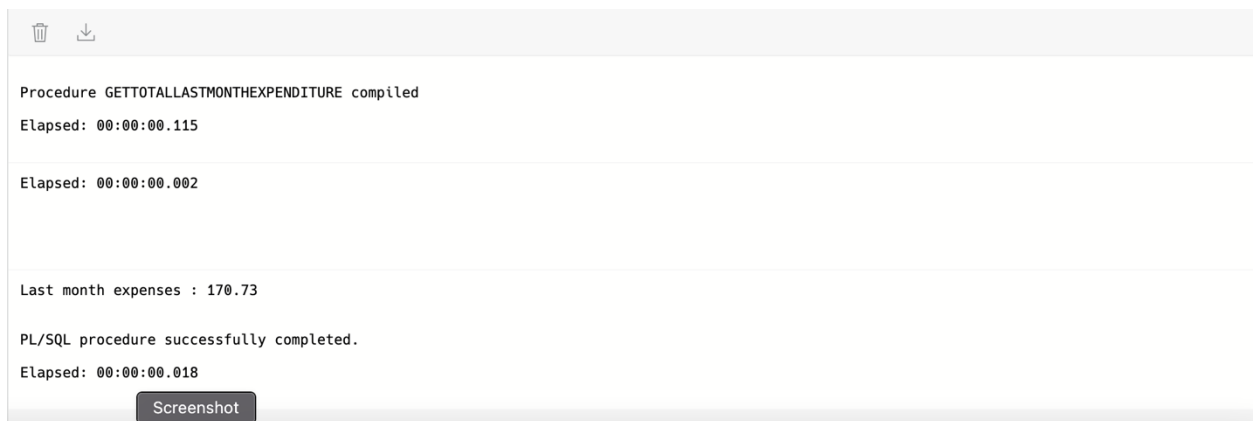 Procedure GETTOTALLASTMONTHEXPENDITURE compiled
Elapsed: 00:00:00.115
Elapsed: 00:00:00.002
Last month expenses : 170.73
PL/SQL procedure successfully completed.
Elapsed: 00:00:00.018
Screenshot